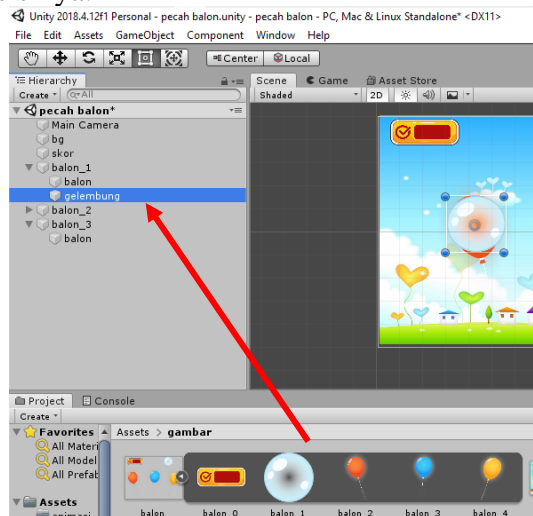 Unity 2018.4.12f1 Personal - pecah balon.unity - pecah balon - PC, Mac & Linux Standalone* <DX11>
File Edit Assets GameObject Component Window Help
Center Local
Hierarchy
Scene Game Asset Store
Create All
Shaded 2D
pecah balon*
Main Camera
bg
skor
balon_1
balon
gelembung
balon_2
balon_3
balon
Project Console
Create
Favorites
Assets > gambar
All Materi
All Model
All Prefab
Assets
animasi
balon balon_0 balon_1 balon_2 balon_3 balon_4